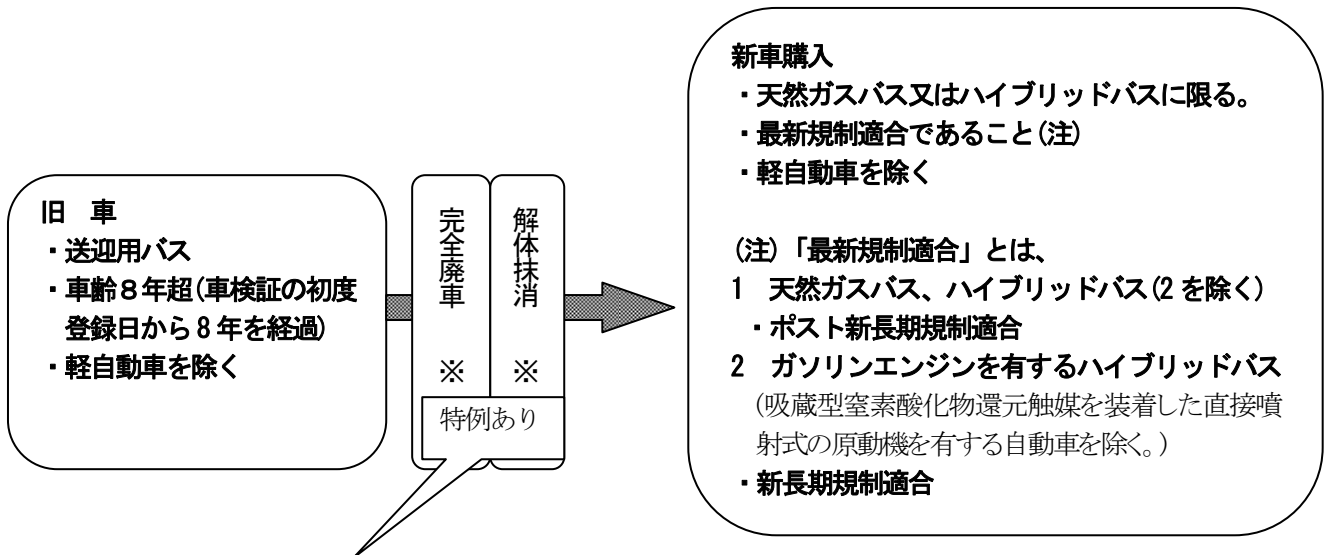 旧　車
・送迎用バス
・車齢８年超(車検証の初度
登録日から８年を経過)
・軽自動車を除く
完全廃車　※
解体抹消　※
特例あり
新車購入
・天然ガスバス又はハイブリッドバスに限る。
・最新規制適合であること(注)
・軽自動車を除く
(注)「最新規制適合」とは、
1　天然ガスバス、ハイブリッドバス(2を除く)
・ポスト新長期規制適合
2　ガソリンエンジンを有するハイブリッドバス
(吸蔵型窒素酸化物還元触媒を装着した直接噴
射式の原動機を有する自動車を除く。)
・新長期規制適合